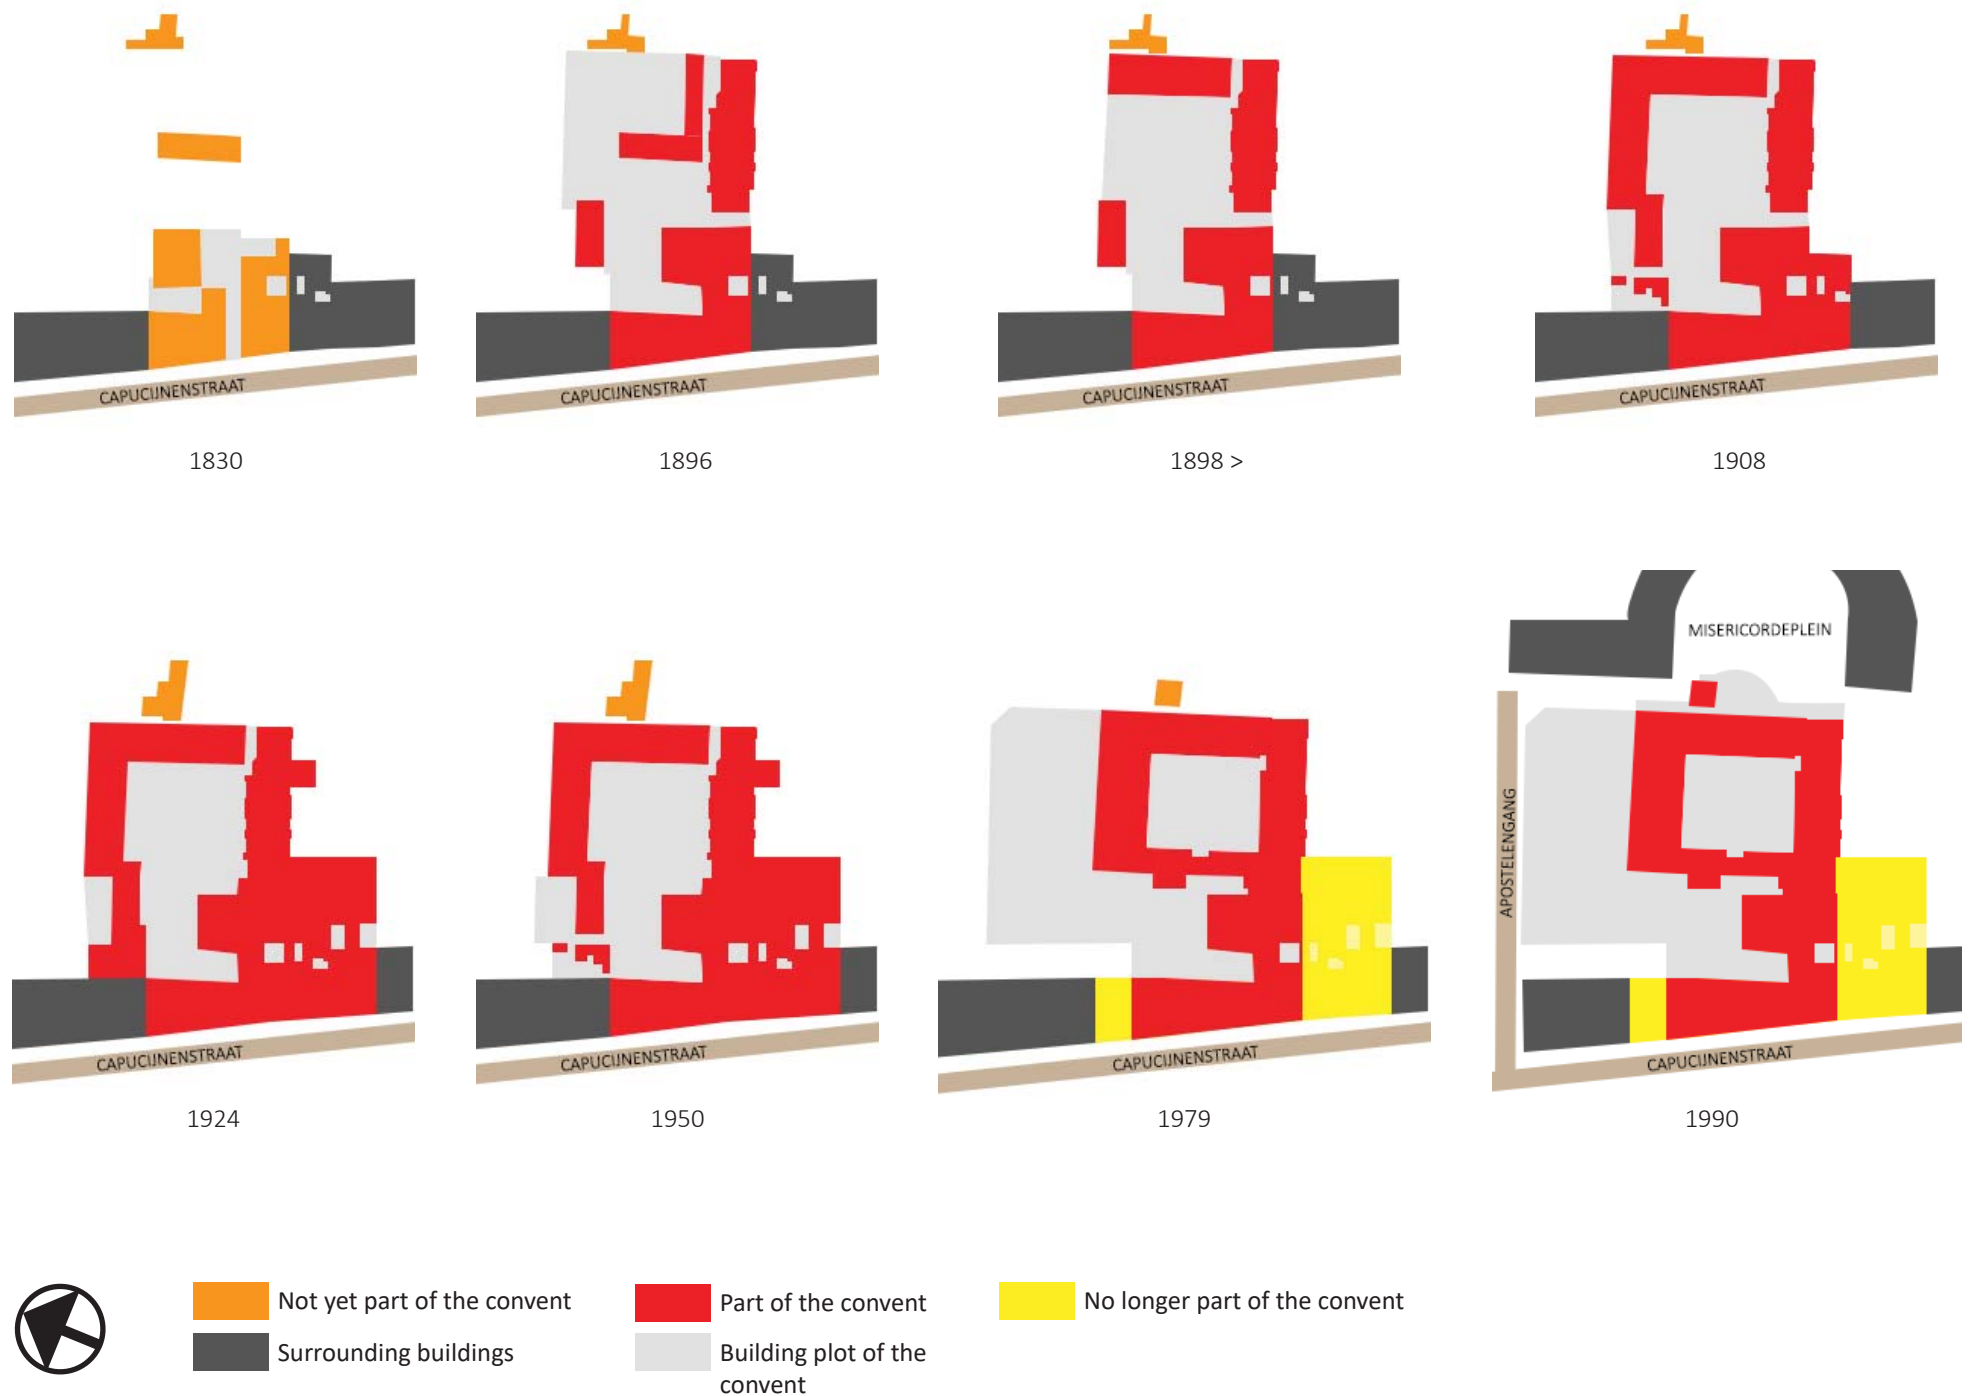 CAPUCIJNENSTRAAT
CAPUCIJNENSTRAAT
CAPUCIJNENSTRAAT
CAPUCIJNENSTRAAT
1830
1896
1898 >
1908
MISERICORDEPLEIN
APOSTELENGANG
CAPUCIJNENSTRAAT
CAPUCIJNENSTRAAT
CAPUCIJNENSTRAAT
CAPUCIJNENSTRAAT
1924
1950
1979
1990
Not yet part of the convent
Part of the convent
No longer part of the convent
Surrounding buildings
Building plot of the
convent